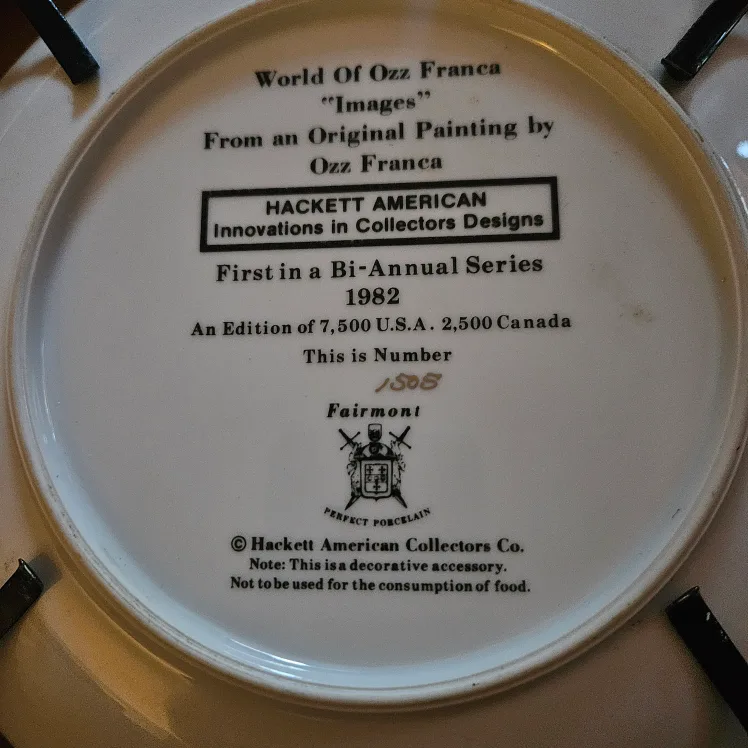 World Of Ozz Franca
“Images”
From an Original Painting by
Ozz Franca
HACKETT AMERICAN
Innovations in Collectors Designs
First in a Bi-Annual Series
1982
An Edition of 7,500 U.S.A. 2,500 Canada
This is Number
Fairmont
PERFECT PORCELAIN
© Hackett American Collectors Co.
Note: This is a decorative accessory.
Not to be used for the consumption of food.